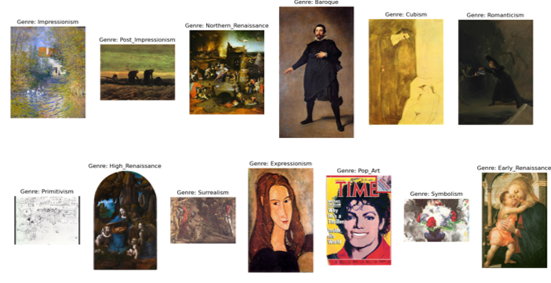 Genre: Impressionism
Genre: Post_Impressionism
Genre: Northern_Renaissance
Genre: Baroque
Genre: Cubism
Genre: Romanticism
Genre: Primitivism
Genre: High_Renaissance
Genre: Surrealism
Genre: Expressionism
Genre: Pop_Art
Genre: Symbolism
Genre: Early_Renaissance
TIME
Why